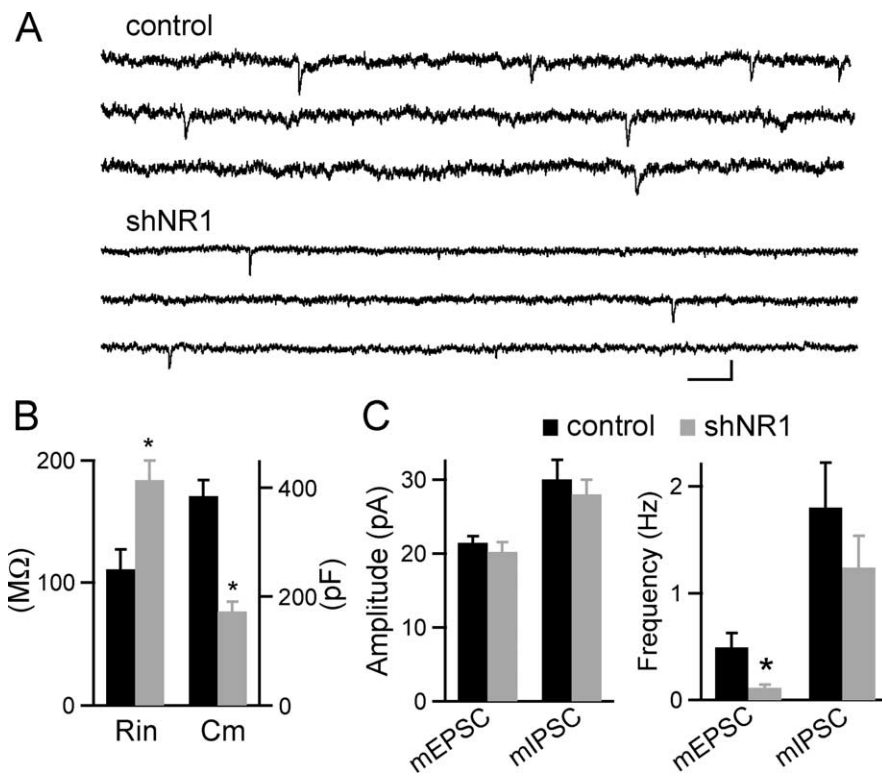 A
control
shNR1
B
*
*
200
100
0
(MΩ)
400
200
0
(pF)
Rin
Cm
C
control
shNR1
Amplitude (pA)
30
20
10
0
mEPSC
mIPSC
Frequency (Hz)
2
1
0
*
mEPSC
mIPSC